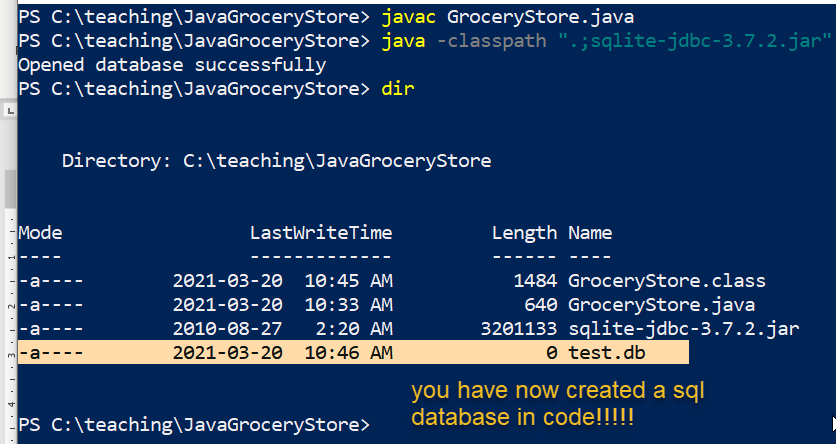 PS C:\teaching\JavaGroceryStore> javac GroceryStore.java
PS C:\teaching\JavaGroceryStore> java -classpath ".;sqlite-jdbc-3.7.2.jar"
Opened database successfully
PS C:\teaching\JavaGroceryStore> dir
Directory: C:\teaching\JavaGroceryStore
Mode LastWriteTime Length Name
---- ------------- ------ ----
-a---- 2021-03-20 10:45 AM 1484 GroceryStore.class
-a---- 2021-03-20 10:33 AM 640 GroceryStore.java
-a---- 2010-08-27 2:20 AM 3201133 sqlite-jdbc-3.7.2.jar
-a---- 2021-03-20 10:46 AM 0 test.db
you have now created a sql
database in code!!!!!
PS C:\teaching\JavaGroceryStore>
1
2
3
4